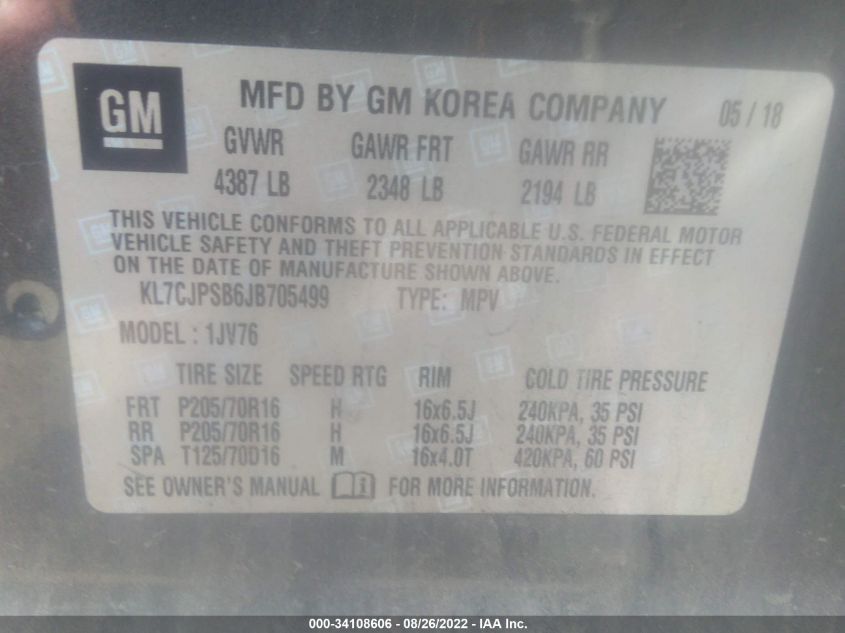 GM
MFD BY GM KOREA COMPANY 05 / 18
GVWR GAWR FRT GAWR RR
4387 LB 2348 LB 2194 LB
THIS VEHICLE CONFORMS TO ALL APPLICABLE U.S. FEDERAL MOTOR
VEHICLE SAFETY AND THEFT PREVENTION STANDARDS IN EFFECT
ON THE DATE OF MANUFACTURE SHOWN ABOVE.
KL7CJPSB6JB705499 TYPE: MPV
MODEL : 1JV76
TIRE SIZE SPEED RTG RIM COLD TIRE PRESSURE
FRT P205/70R16 H 16x6.5J 240KPA, 35 PSI
RR P205/70R16 H 16x6.5J 240KPA, 35 PSI
SPA T125/70D16 M 16x4.0T 420KPA, 60 PSI
SEE OWNER'S MANUAL i FOR MORE INFORMATION.
000-34108606 - 08/26/2022 - IAA Inc.